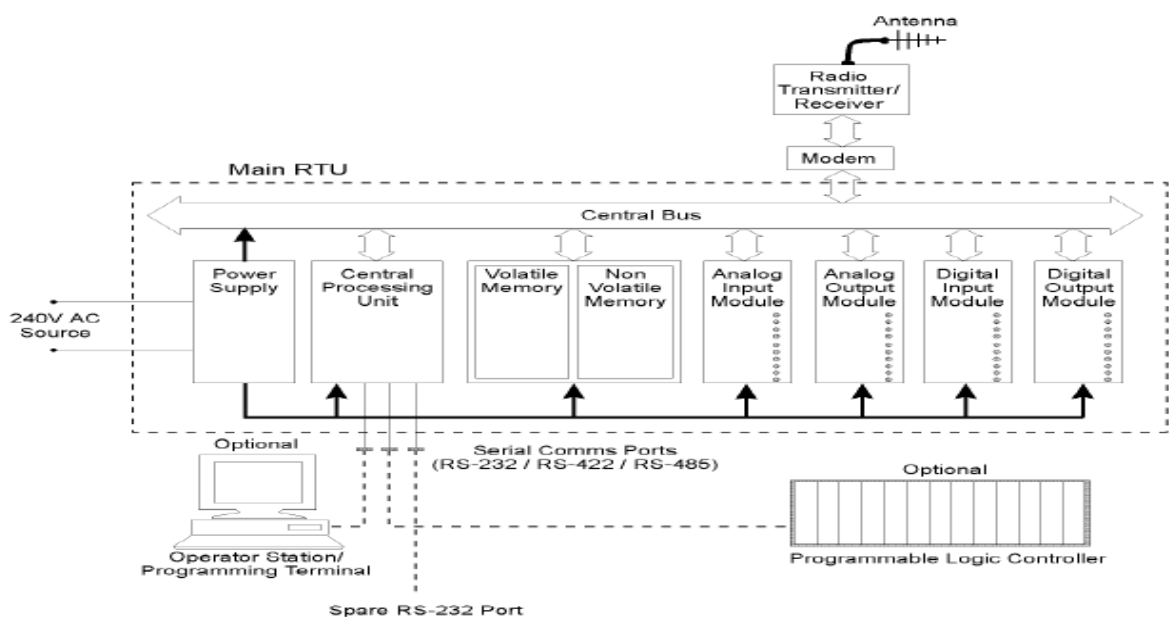 Antenna
Radio
Transmitter/
Receiver
Modem
Main RTU
Central Bus
Power
Supply
Central
Processing
Unit
Volatile
Memory
Non
Volatile
Memory
Analog
Input
Module
Analog
Output
Module
Digital
Input
Module
Digital
Output
Module
240V AC
Source
Optional
Serial Comms Ports
(RS-232 / RS-422 / RS-485)
Optional
Operator Station/
Programming Terminal
Programmable Logic Controller
Spare RS-232 Port